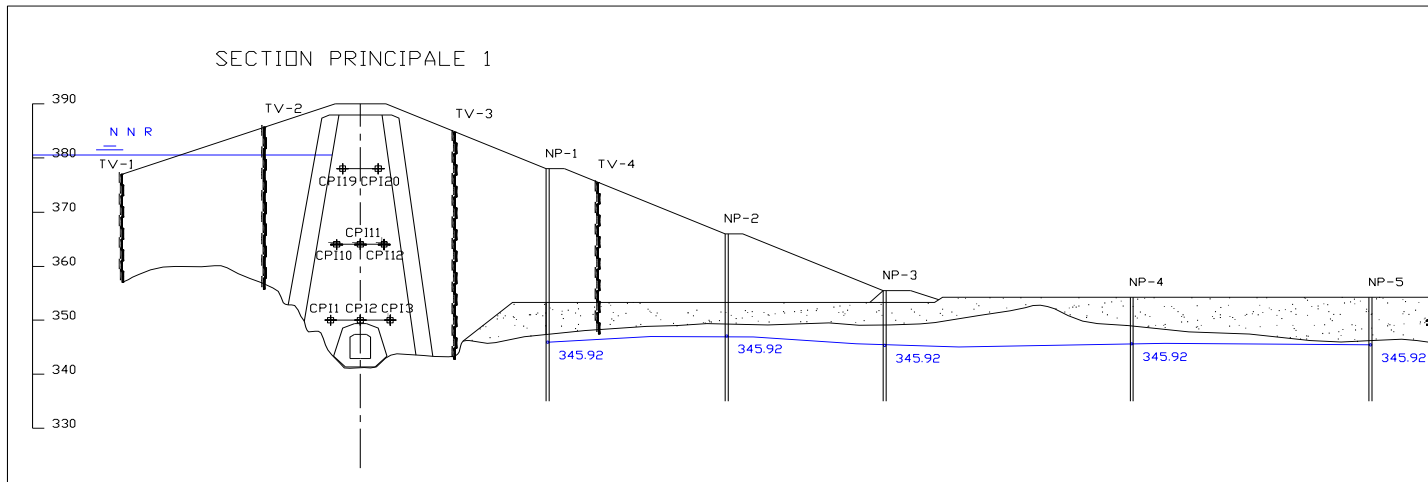 SECTION PRINCIPALE 1
390
TV-2
TV-3
N N R
380
TV-1
NP-1
TV-4
CPI19 CPI20
370
NP-2
CPI11
CPI10 CPI12
360
NP-3
NP-4
NP-5
350
CPI1 CPI2 CPI3
345.92
345.92
345.92
345.92
345.92
340
330